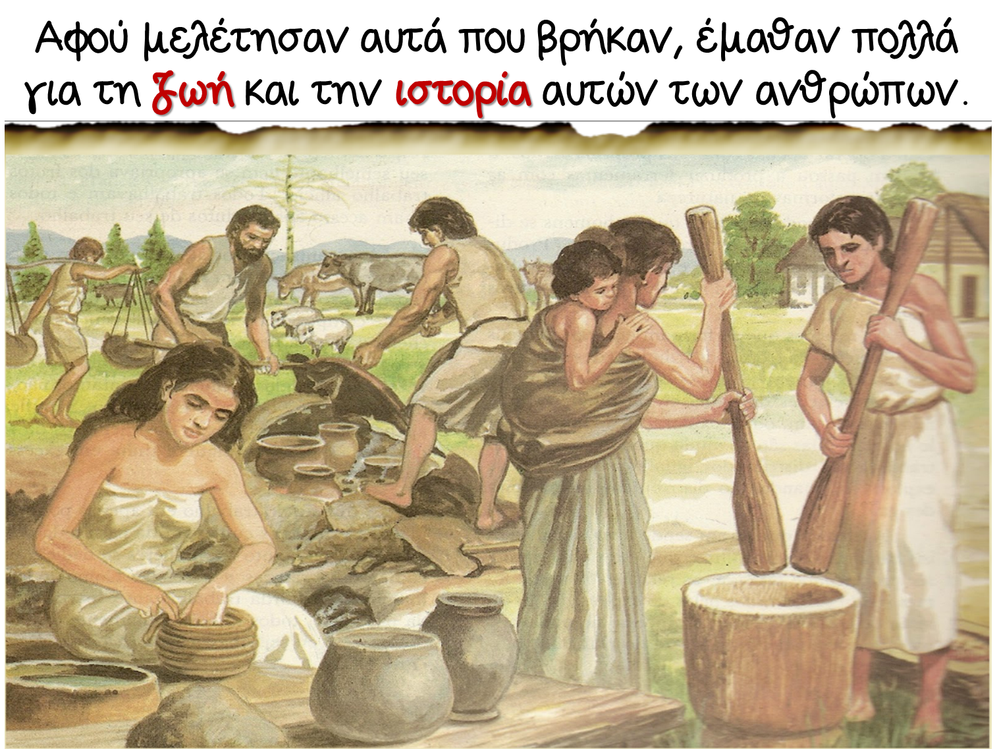 Αφού μελέτησαν αυτά που βρήκαν, έμαθαν πολλά
για τη ζωή και την ιστορία αυτών των ανθρώπων.